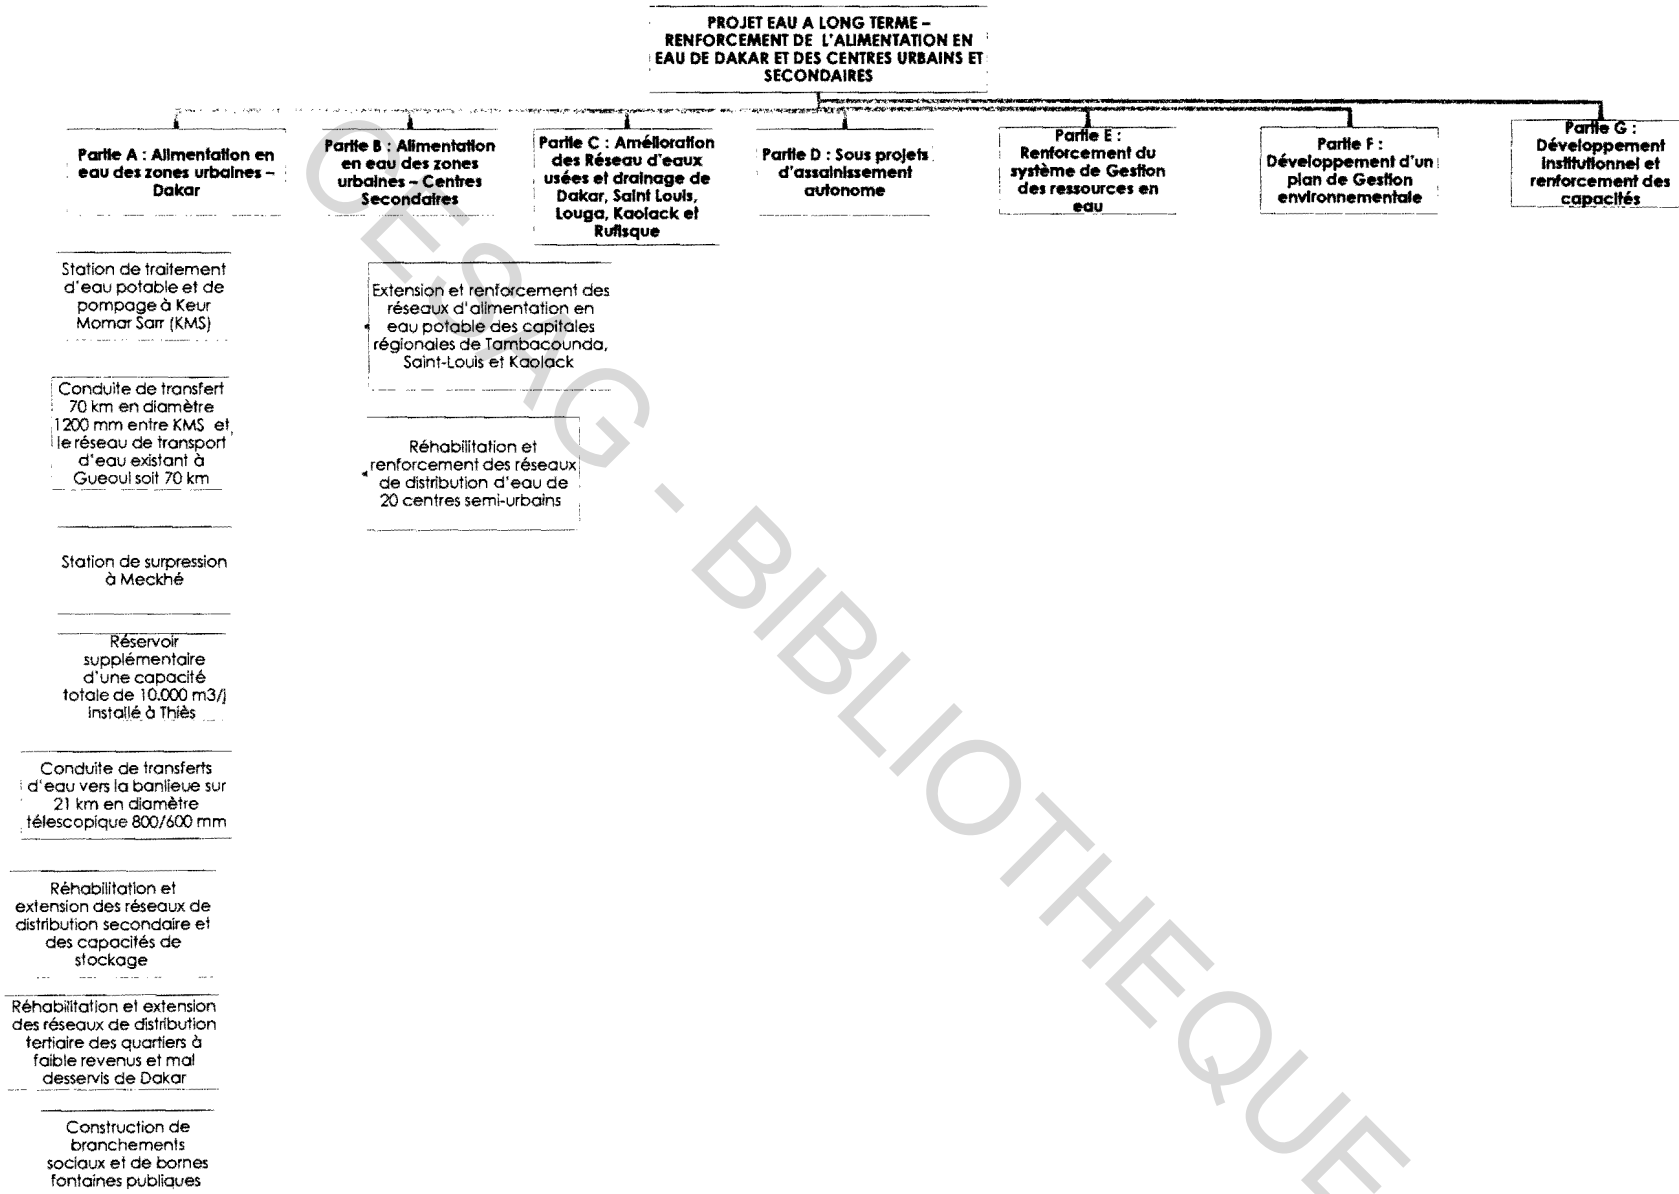 PROJET EAU A LONG TERME –
RENFORCEMENT DE L'ALIMENTATION EN
EAU DE DAKAR ET DES CENTRES URBAINS ET
SECONDAIRES
Partie A : Alimentation en
eau des zones urbaines –
Dakar
Partie B : Alimentation
en eau des zones
urbaines – Centres
Secondaires
Partie C : Amélioration
des Réseau d'eaux
usées et drainage de
Dakar, Saint Louis,
Louga, Kaolack et
Rufisque
Partie D : Sous projets
d'assainissement
autonome
Partie E :
Renforcement du
système de Gestion
des ressources en
eau
Partie F :
Développement d'un
plan de Gestion
environnementale
Partie G :
Développement
institutionnel et
renforcement des
capacités
Station de traitement
d'eau potable et de
pompage à Keur
Momar Sarr (KMS)
Conduite de transfert
70 km en diamètre
1200 mm entre KMS et
le réseau de transport
d'eau existant à
Gueoul soit 70 km
Station de surpression
à Meckhé
Réservoir
supplémentaire
d'une capacité
totale de 10.000 m3/j
installé à Thiès
Conduite de transferts
d'eau vers la banlieue sur
21 km en diamètre
télescopique 800/600 mm
Réhabilitation et
extension des réseaux de
distribution secondaire et
des capacités de
stockage
Réhabilitation et extension
des réseaux de distribution
tertiaire des quartiers à
faible revenus et mal
desservis de Dakar
Construction de
branchements
sociaux et de bornes
fontaines publiques
Extension et renforcement des
réseaux d'alimentation en
eau potable des capitales
régionales de Tambacounda,
Saint-Louis et Kaolack
Réhabilitation et
renforcement des réseaux
de distribution d'eau de
20 centres semi-urbains
CESAG - BIBLIOTHEQUE